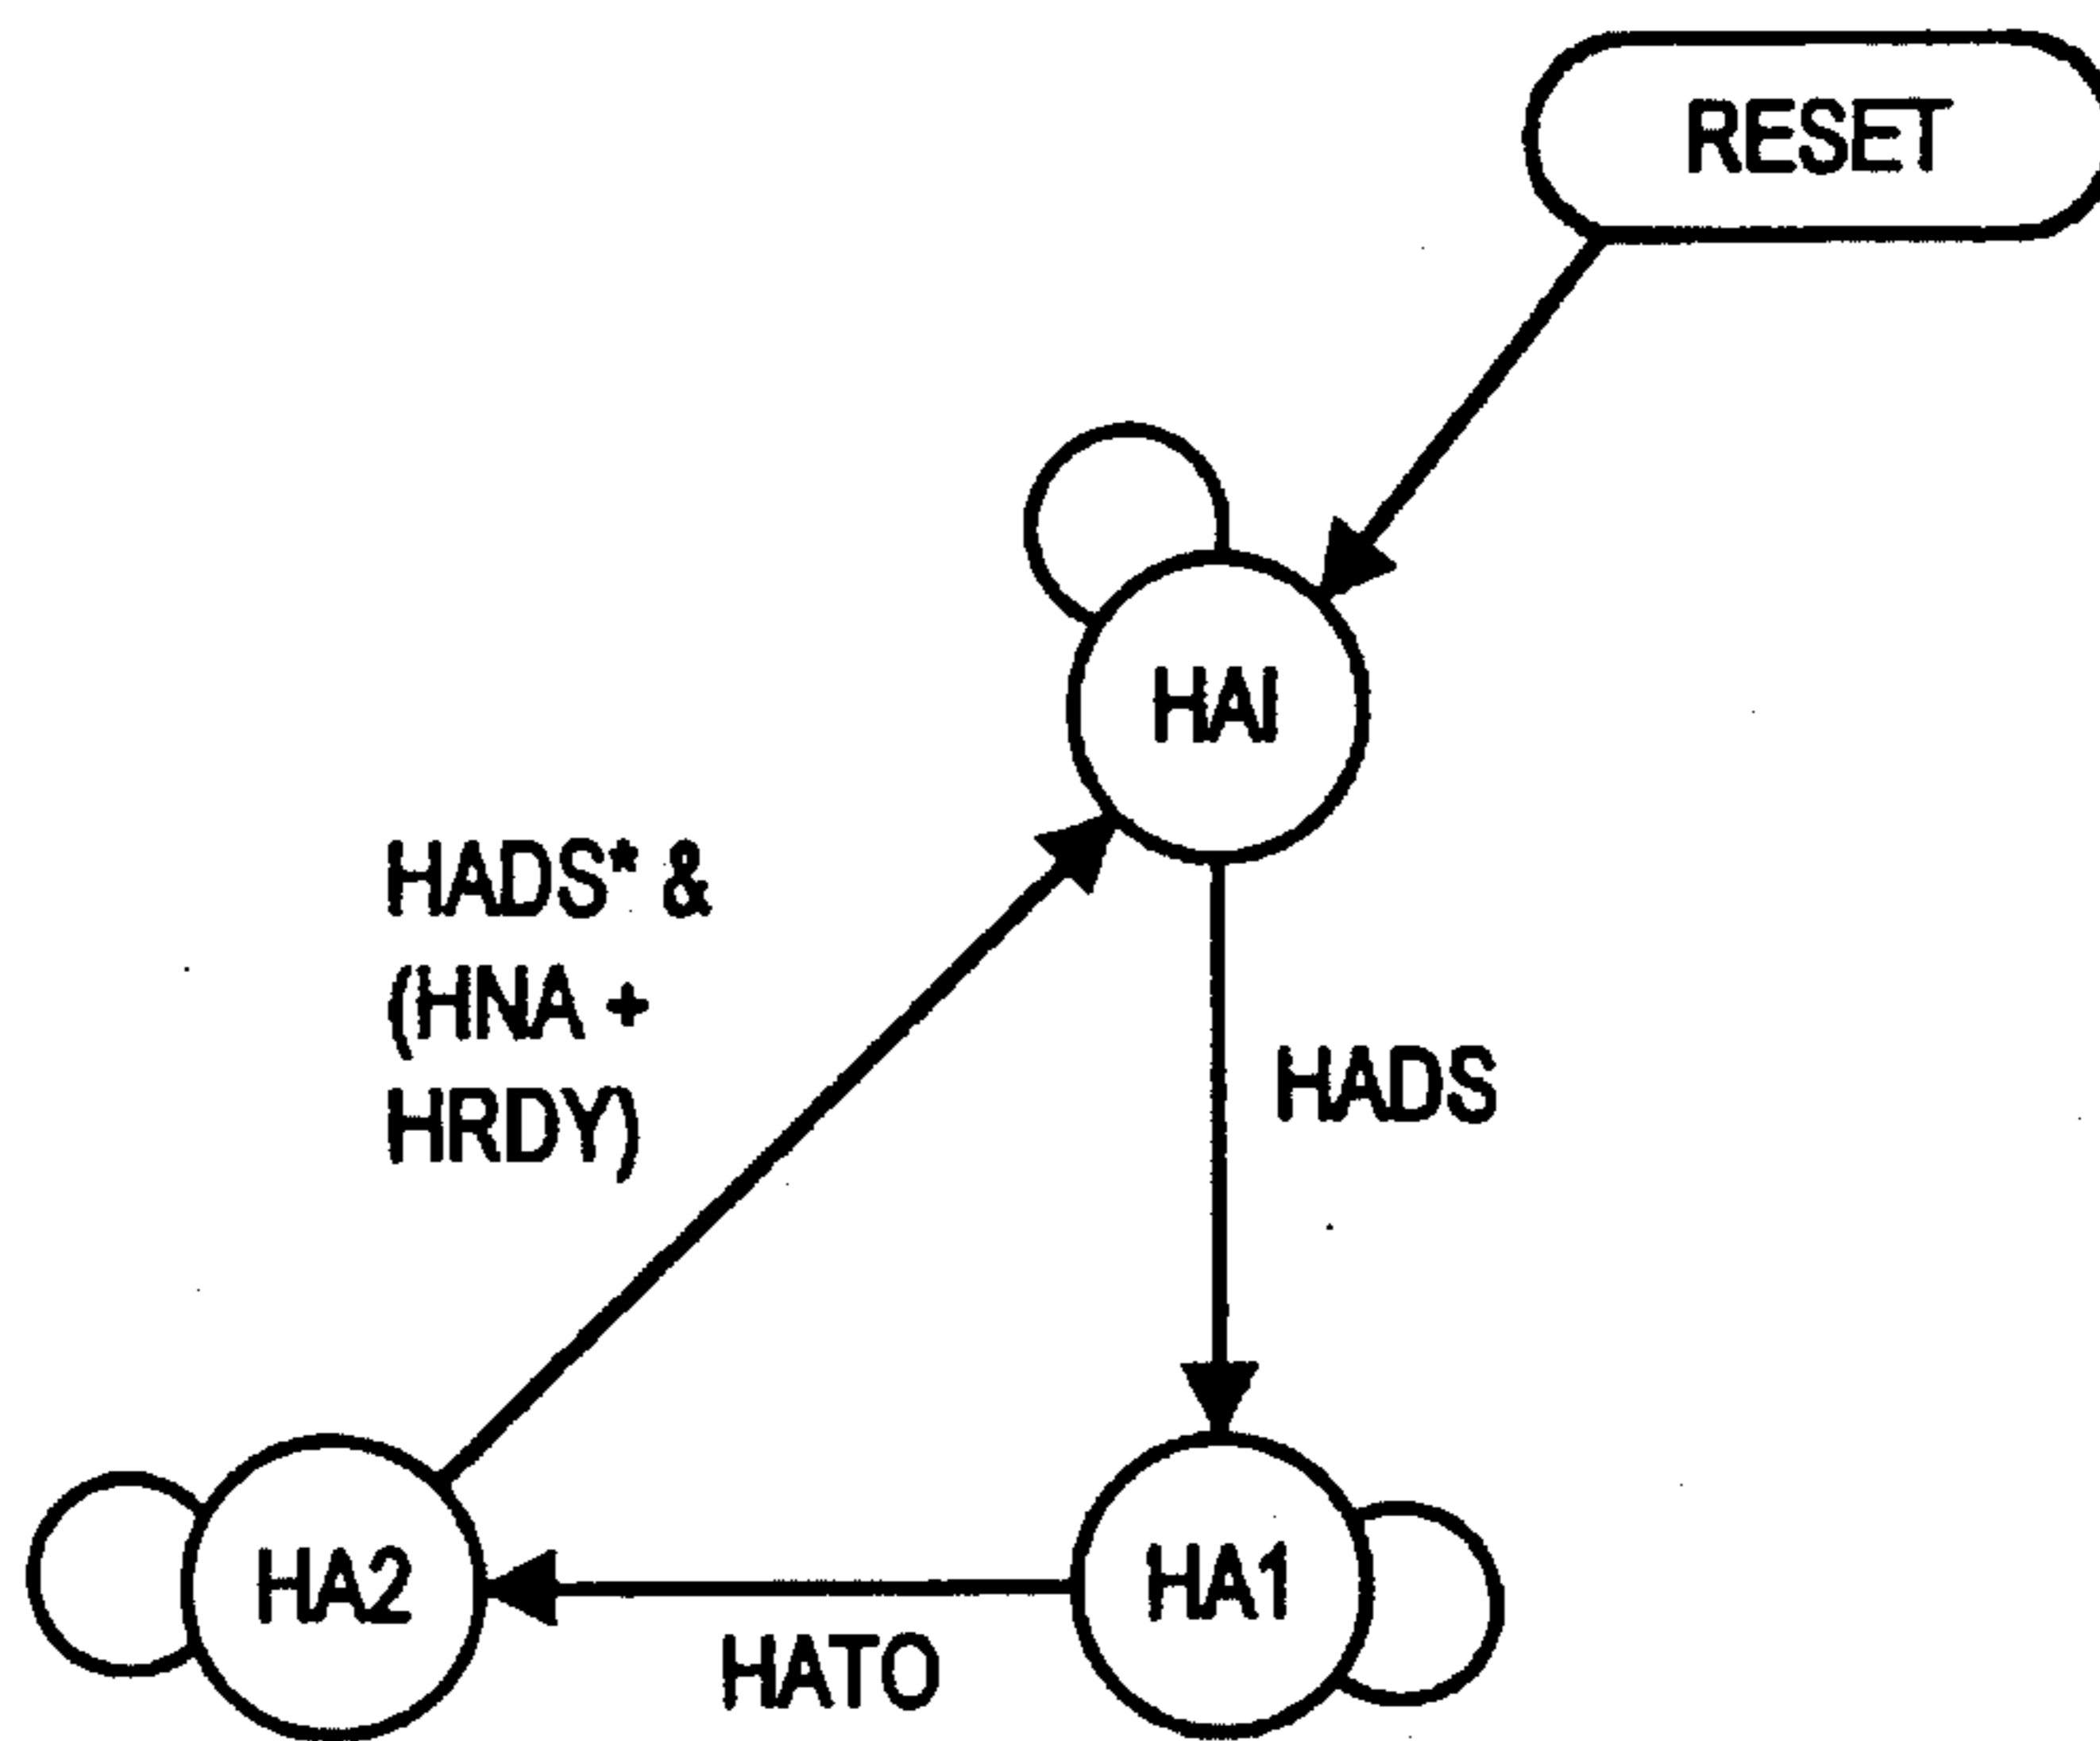 RESET
HAI
HADS* &
(HNA +
HRDY)
HADS
HA2
HA1
HATO